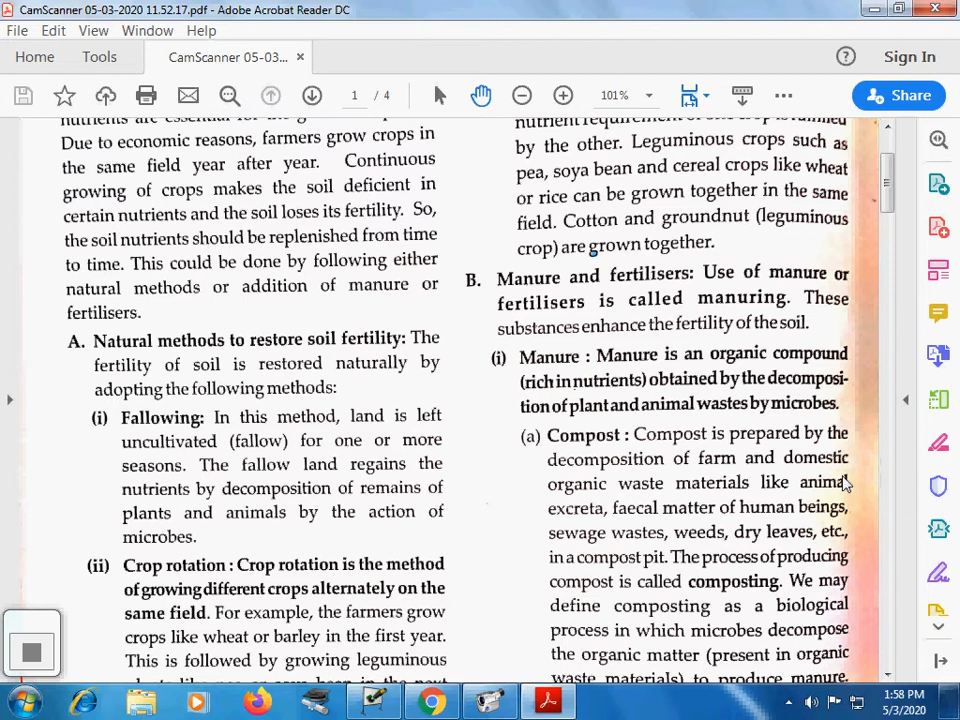 CamScanner 05-03-2020 11.52.17.pdf - Adobe Acrobat Reader DC
File Edit View Window Help
Home Tools CamScanner 05-03... × Sign In
1 / 4 101% Share
nutrients are essential for the
Due to economic reasons, farmers grow crops in
the same field year after year. Continuous
growing of crops makes the soil deficient in
certain nutrients and the soil loses its fertility. So,
the soil nutrients should be replenished from time
to time. This could be done by following either
natural methods or addition of manure or
fertilisers.
A. Natural methods to restore soil fertility: The
fertility of soil is restored naturally by
adopting the following methods:
(i) Fallowing: In this method, land is left
uncultivated (fallow) for one or more
seasons. The fallow land regains the
nutrients by decomposition of remains of
plants and animals by the action of
microbes.
(ii) Crop rotation : Crop rotation is the method
of growing different crops alternately on the
same field. For example, the farmers grow
crops like wheat or barley in the first year.
This is followed by growing leguminous
nutrient requirement of one crop is
by the other. Leguminous crops such as
pea, soya bean and cereal crops like wheat
or rice can be grown together in the same
field. Cotton and groundnut (leguminous
crop) are grown together.
B. Manure and fertilisers: Use of manure or
fertilisers is called manuring. These
substances enhance the fertility of the soil.
(i) Manure : Manure is an organic compound
(rich in nutrients) obtained by the decomposi-
tion of plant and animal wastes by microbes.
(a) Compost : Compost is prepared by the
decomposition of farm and domestic
organic waste materials like animal
excreta, faecal matter of human beings,
sewage wastes, weeds, dry leaves, etc.,
in a compost pit. The process of producing
compost is called composting. We may
define composting as a biological
process in which microbes decompose
the organic matter (present in organic
waste materials) to produce manure.
1:58 PM
5/3/2020